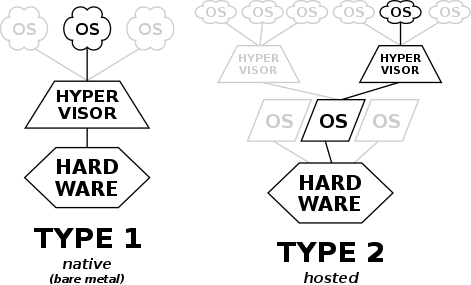 OS OS OS
HYPER
VISOR
HARD
WARE
TYPE 1
native
(bare metal)
OS OS OS OS OS OS
HYPER
VISOR
HYPER
VISOR
OS OS OS
HARD
WARE
TYPE 2
hosted